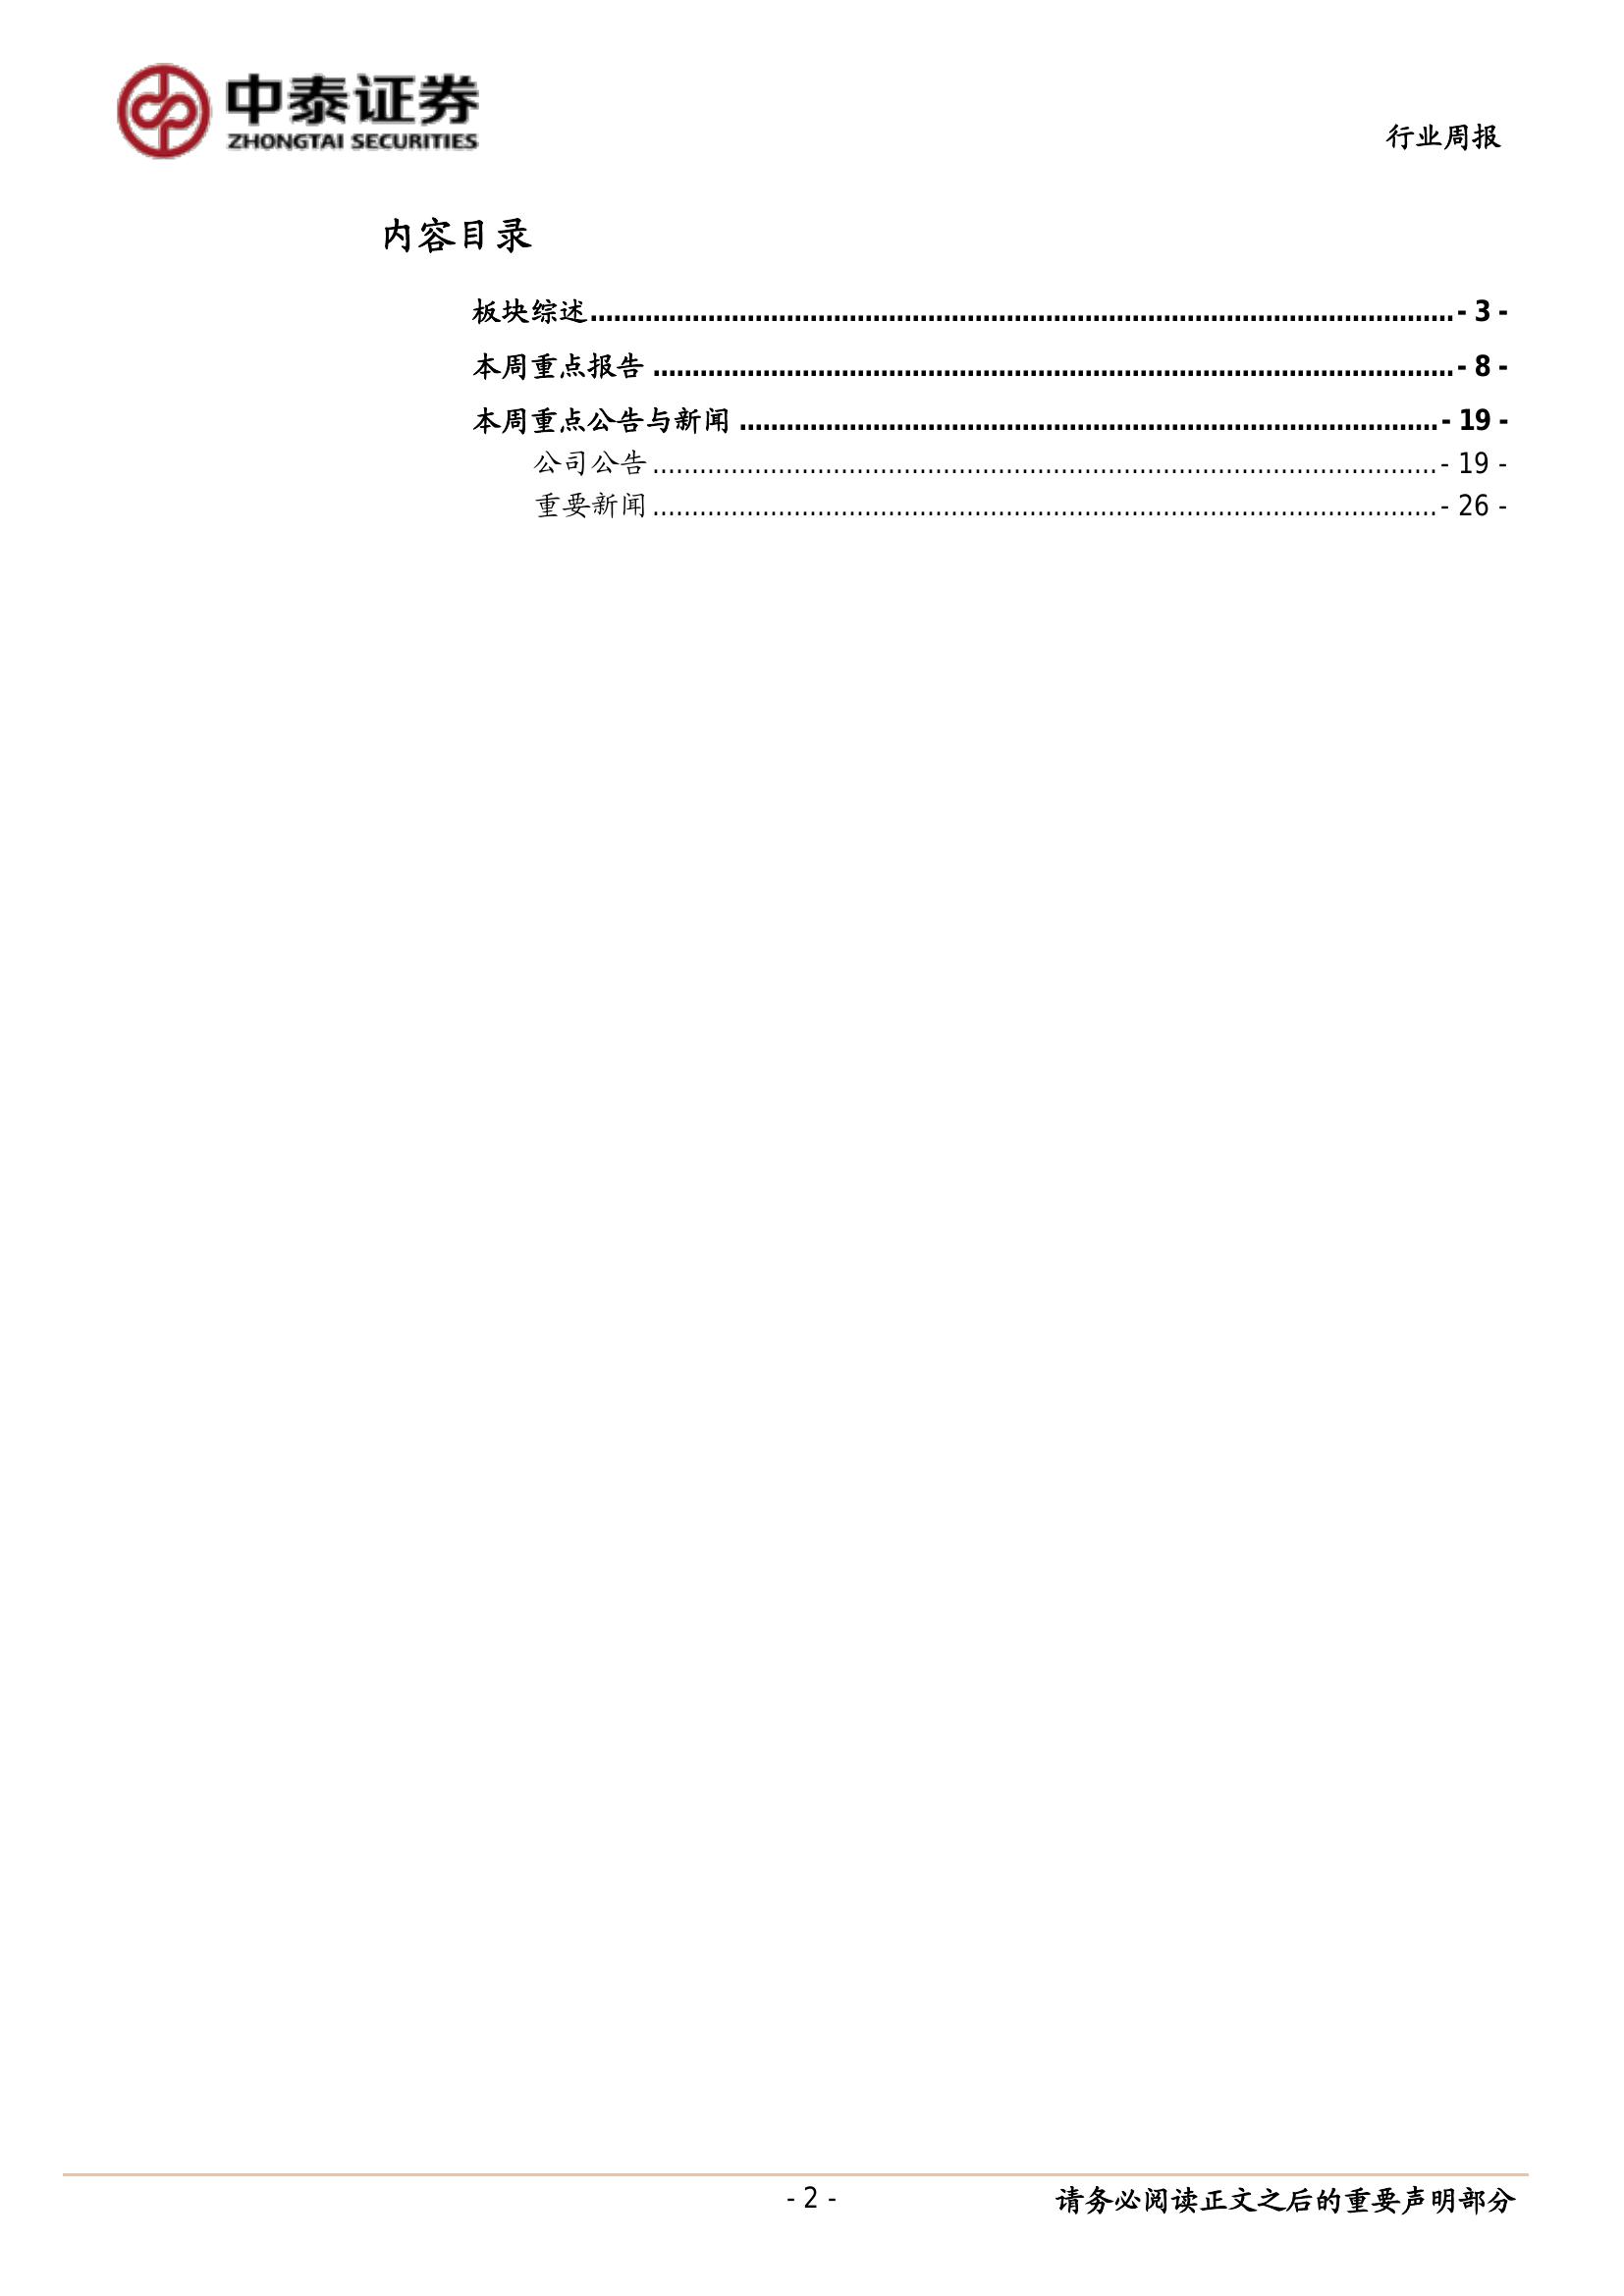 中泰证券
ZHONGTAI SECURITIES
行业周报
内容目录
板块综述........................................................................................................- 3 -
本周重点报告 ................................................................................................- 8 -
本周重点公告与新闻 ....................................................................................- 19 -
公司公告...................................................................................................- 19 -
重要新闻...................................................................................................- 26 -
- 2 -
请务必阅读正文之后的重要声明部分